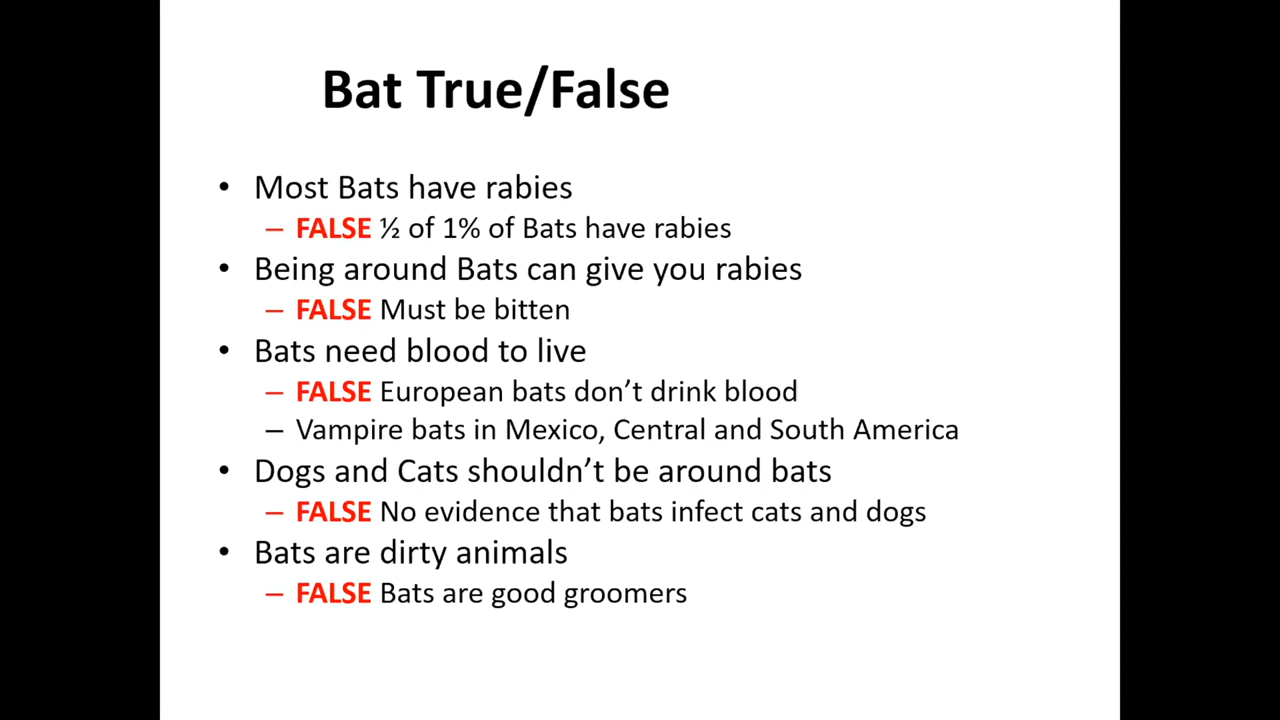 Bat True/False
• Most Bats have rabies
– FALSE ½ of 1% of Bats have rabies
• Being around Bats can give you rabies
– FALSE Must be bitten
• Bats need blood to live
– FALSE European bats don’t drink blood
– Vampire bats in Mexico, Central and South America
• Dogs and Cats shouldn’t be around bats
– FALSE No evidence that bats infect cats and dogs
• Bats are dirty animals
– FALSE Bats are good groomers